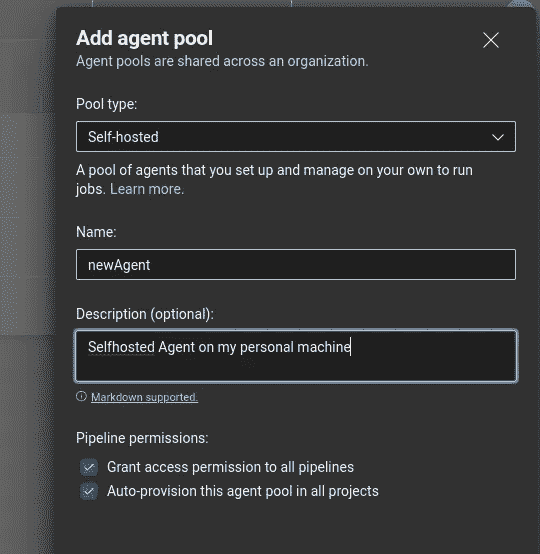 Add agent pool
Agent pools are shared across an organization.
Pool type:
Self-hosted
A pool of agents that you set up and manage on your own to run
jobs. Learn more.
Name:
newAgent
Description (optional):
Selfhosted Agent on my personal machine
Markdown supported.
Pipeline permissions:
Grant access permission to all pipelines
Auto-provision this agent pool in all projects